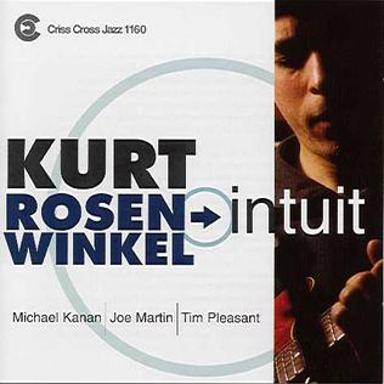 Criss Cross Jazz 1160
KURT
ROSEN
WINKEL
intuit
Michael Kanan | Joe Martin | Tim Pleasant